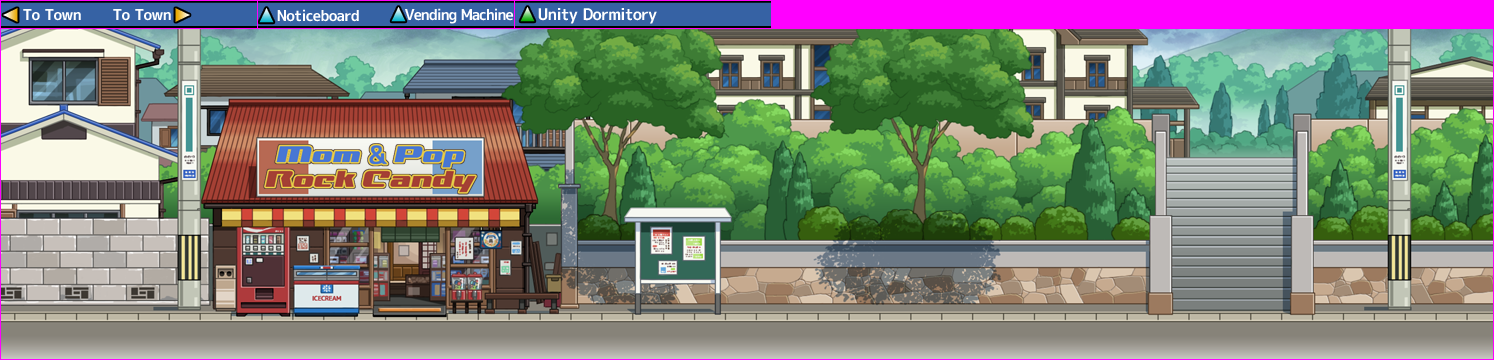 To Town
To Town
Noticeboard
Vending Machine
Unity Dormitory
Mom & Pop
Rock Candy
ICECREAM